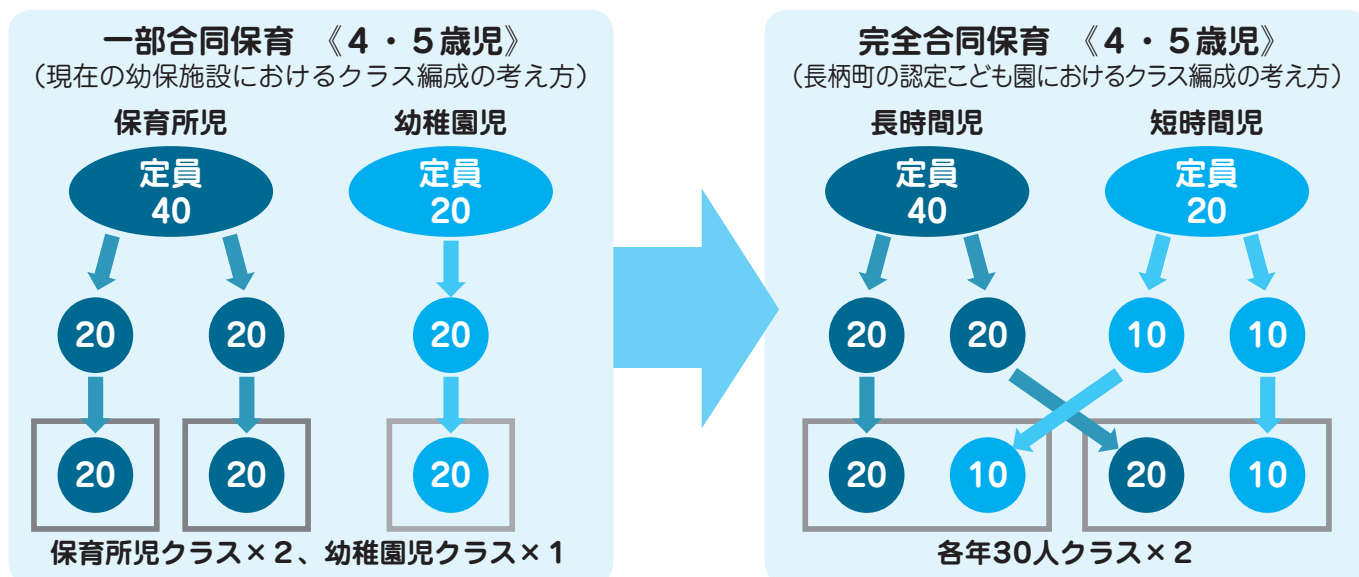 一部合同保育 《４・５歳児》
（現在の幼保施設におけるクラス編成の考え方）
保育所児 幼稚園児
定員 定員
40 20
20 20 20
20 20 20
保育所児クラス×２、幼稚園児クラス×１
完全合同保育 《４・５歳児》
（長柄町の認定こども園におけるクラス編成の考え方）
長時間児 短時間児
定員 定員
40 20
20 20 10 10
20 10 20 10
各年30人クラス×２